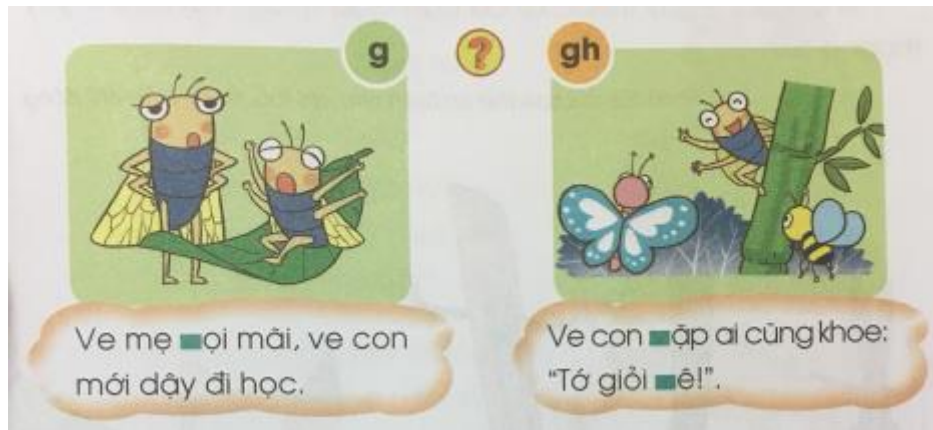 g ? gh
Ve mẹ ■ọi mãi, ve con
mới dậy đi học.
Ve con ■ặp ai cũng khoe:
"Tớ giỏi ■ê!".